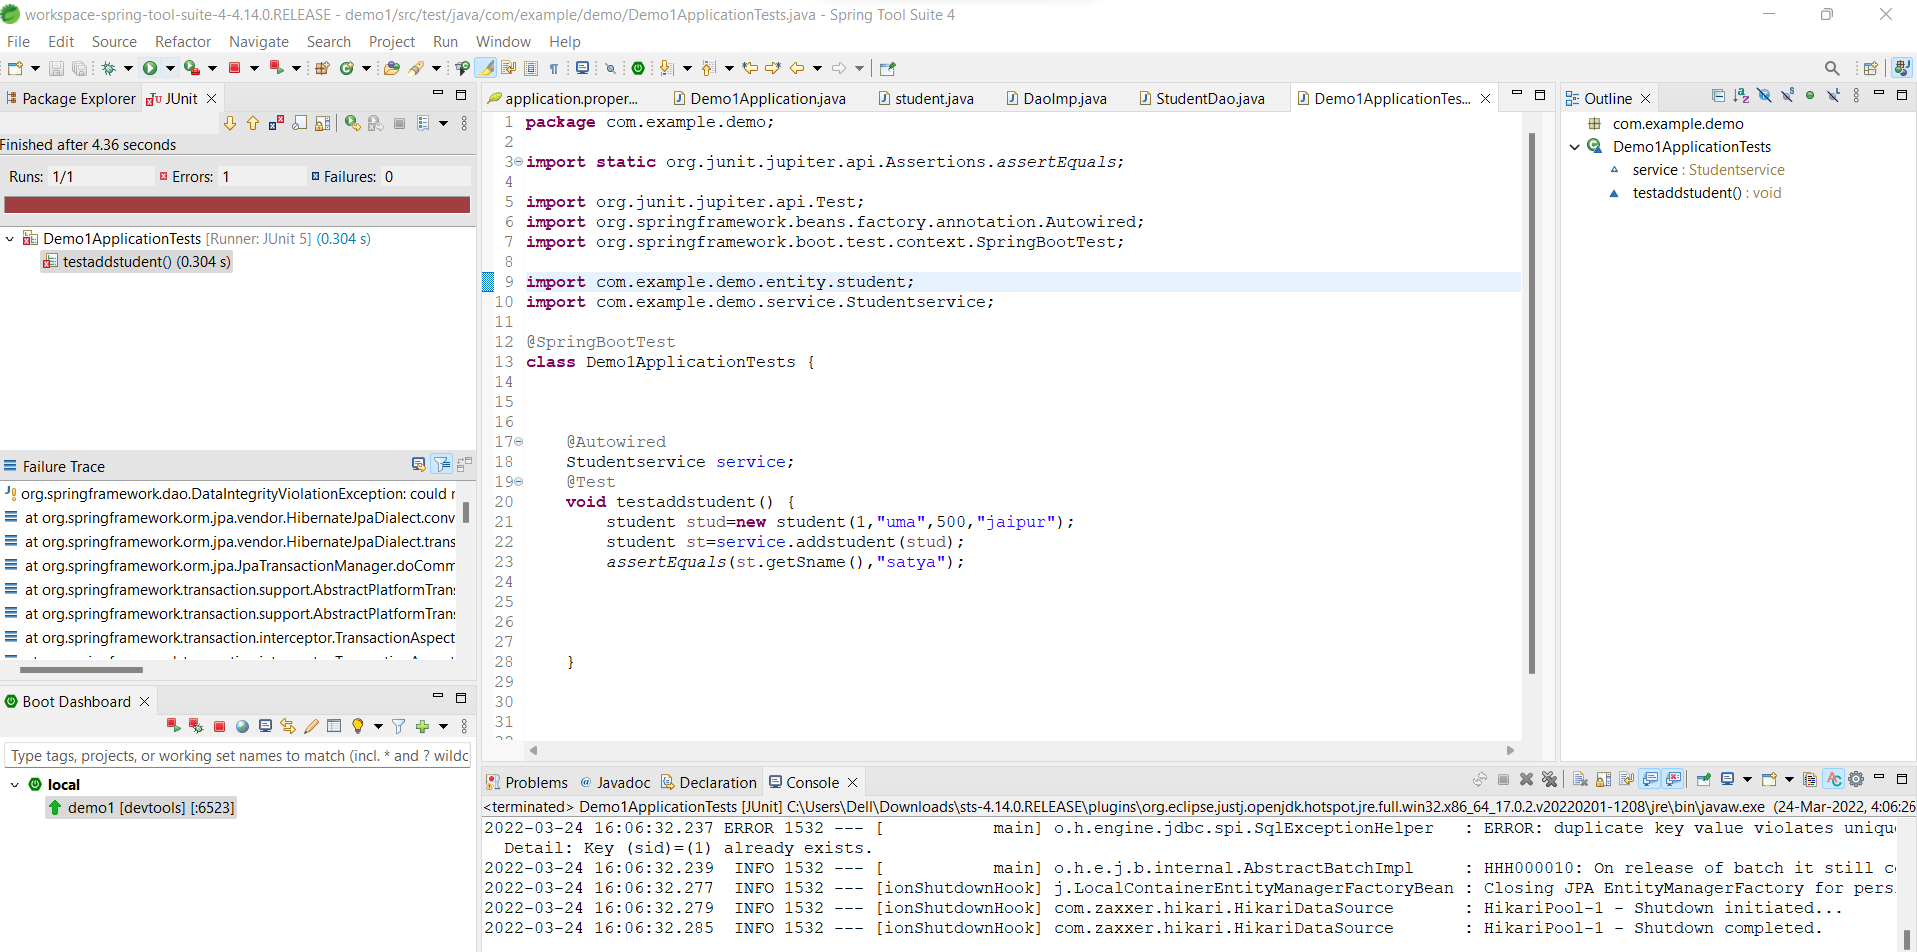 workspace-spring-tool-suite-4-4.14.0.RELEASE - demo1/src/test/java/com/example/demo/Demo1ApplicationTests.java - Spring Tool Suite 4
File Edit Source Refactor Navigate Search Project Run Window Help
Package Explorer JUnit
Finished after 4.36 seconds
Runs: 1/1 Errors: 1 Failures: 0
Demo1ApplicationTests [Runner: JUnit 5] (0.304 s)
testaddstudent() (0.304 s)
Failure Trace
org.springframework.dao.DataIntegrityViolationException: could r
at org.springframework.orm.jpa.vendor.HibernateJpaDialect.conv
at org.springframework.orm.jpa.vendor.HibernateJpaDialect.trans
at org.springframework.orm.jpa.JpaTransactionManager.doComm
at org.springframework.transaction.support.AbstractPlatformTrans
at org.springframework.transaction.support.AbstractPlatformTrans
at org.springframework.transaction.interceptor.TransactionAspect
Boot Dashboard
Type tags, projects, or working set names to match (incl. * and ? wildc
local
demo1 [devtools] [:6523]
application.proper... Demo1Application.java student.java DaoImp.java StudentDao.java Demo1ApplicationTes...
1 package com.example.demo;
2
3 import static org.junit.jupiter.api.Assertions.assertEquals;
4
5 import org.junit.jupiter.api.Test;
6 import org.springframework.beans.factory.annotation.Autowired;
7 import org.springframework.boot.test.context.SpringBootTest;
8
9 import com.example.demo.entity.student;
10 import com.example.demo.service.Studentservice;
11
12 @SpringBootTest
13 class Demo1ApplicationTests {
14
15
16
17 @Autowired
18 Studentservice service;
19 @Test
20 void testaddstudent() {
21 student stud=new student(1,"uma",500,"jaipur");
22 student st=service.addstudent(stud);
23 assertEquals(st.getSname(),"satya");
24
25
26
27
28 }
29
30
31
Outline
com.example.demo
Demo1ApplicationTests
service : Studentservice
testaddstudent() : void
Problems @ Javadoc Declaration Console
<terminated> Demo1ApplicationTests [JUnit] C:\Users\Dell\Downloads\sts-4.14.0.RELEASE\plugins\org.eclipse.justj.openjdk.hotspot.jre.full.win32.x86_64_17.0.2.v20220201-1208\jre\bin\javaw.exe (24-Mar-2022, 4:06:26
2022-03-24 16:06:32.237 ERROR 1532 --- [ main] o.h.engine.jdbc.spi.SqlExceptionHelper : ERROR: duplicate key value violates uniqu
Detail: Key (sid)=(1) already exists.
2022-03-24 16:06:32.239 INFO 1532 --- [ main] o.h.e.j.b.internal.AbstractBatchImpl : HHH000010: On release of batch it still c
2022-03-24 16:06:32.277 INFO 1532 --- [ionShutdownHook] j.LocalContainerEntityManagerFactoryBean : Closing JPA EntityManagerFactory for pers
2022-03-24 16:06:32.279 INFO 1532 --- [ionShutdownHook] com.zaxxer.hikari.HikariDataSource : HikariPool-1 - Shutdown initiated...
2022-03-24 16:06:32.285 INFO 1532 --- [ionShutdownHook] com.zaxxer.hikari.HikariDataSource : HikariPool-1 - Shutdown completed.